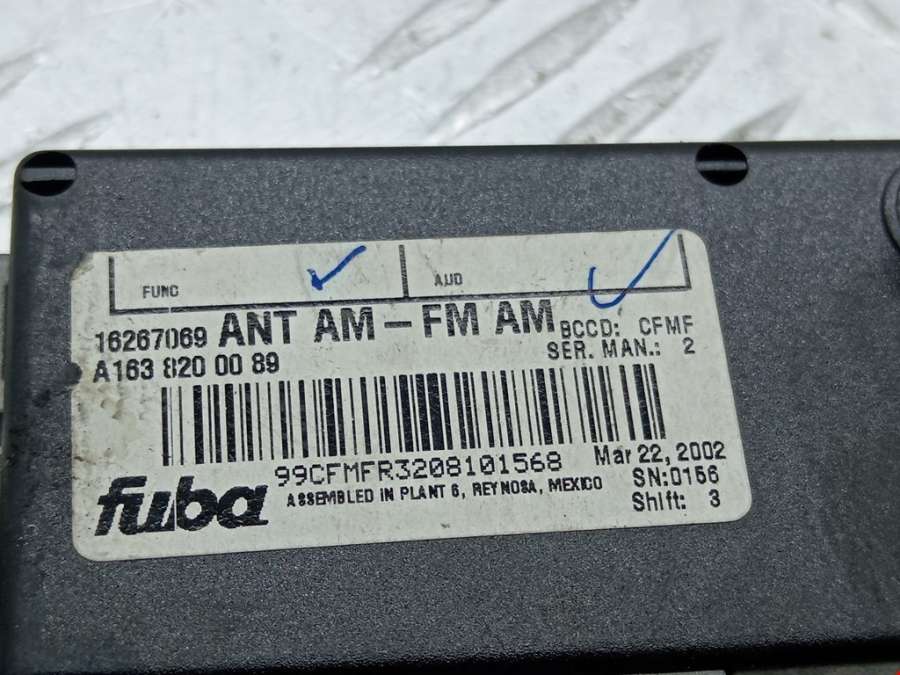 FUNC AUD
16267069 ANT AM-FM AM BCCD: CFMF
A163 820 00 89 SER. MAN.: 2
99CFMFR3208101568 Mar 22, 2002
fuba ASSEMBLED IN PLANT 6, REYNOSA, MEXICO SN:0156
Shift: 3